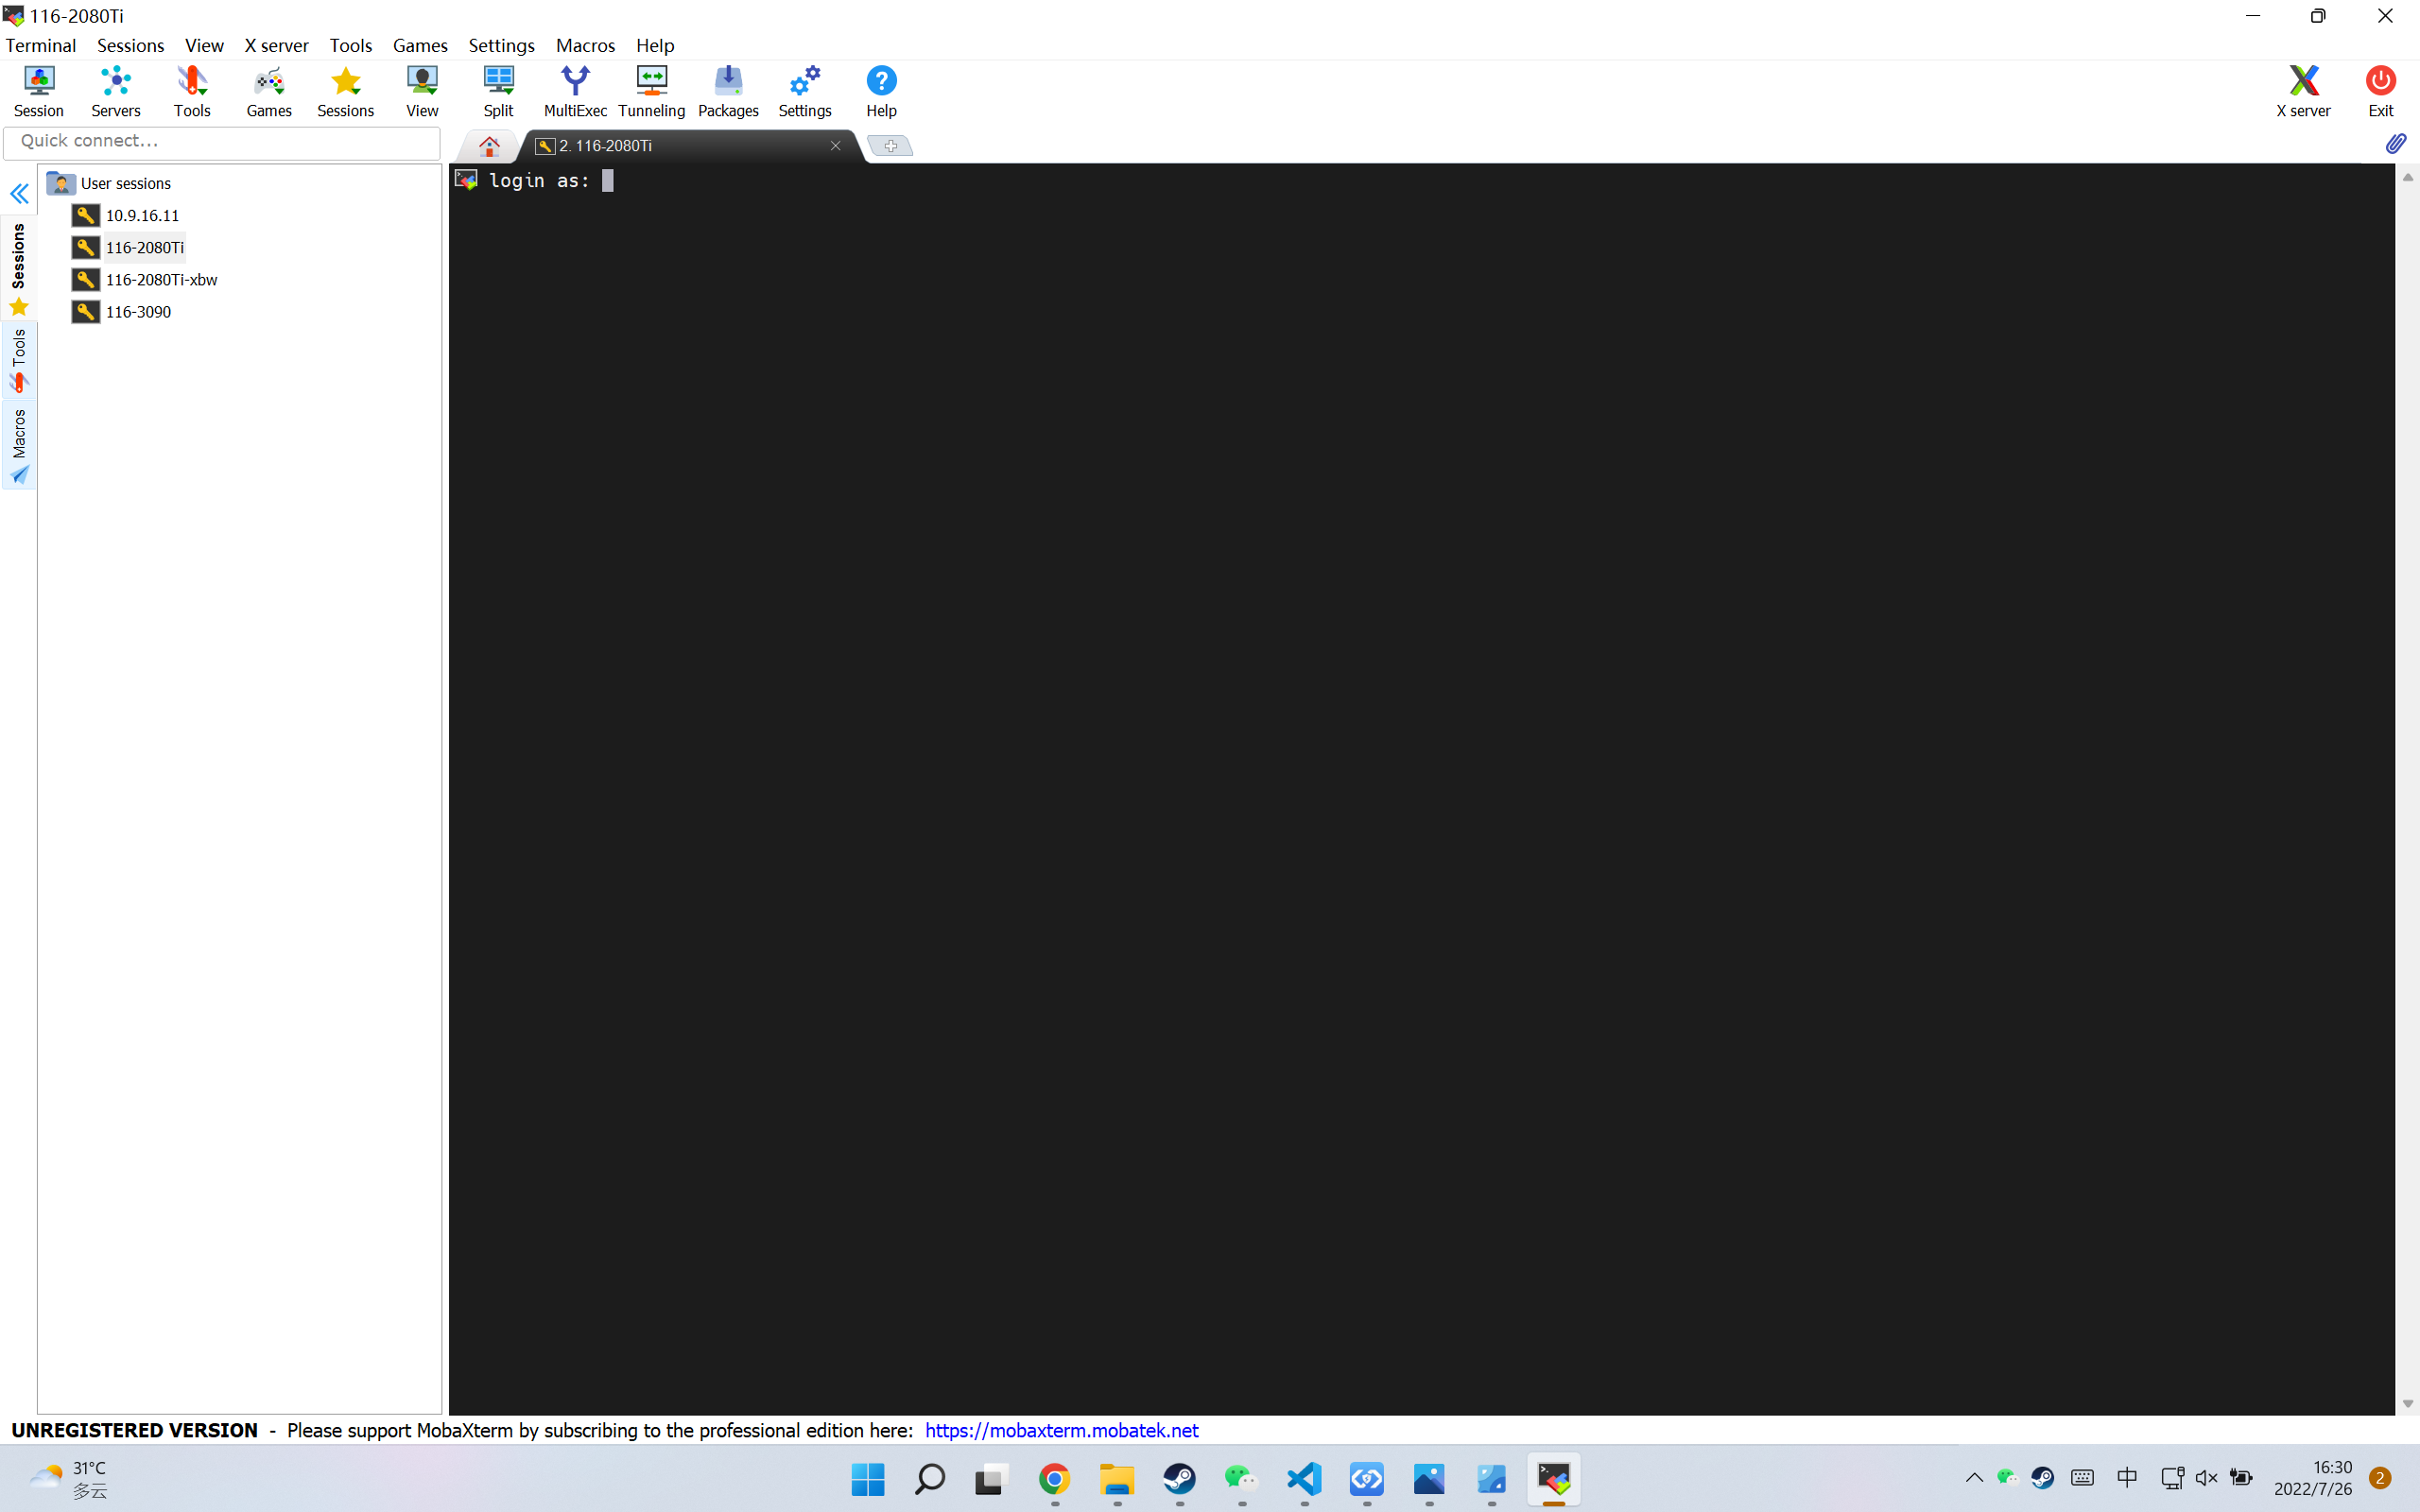 116-2080Ti
Terminal Sessions View X server Tools Games Settings Macros Help
Session Servers Tools Games Sessions View Split MultiExec Tunneling Packages Settings Help X server Exit
Quick connect...
2. 116-2080Ti
User sessions
10.9.16.11
116-2080Ti
116-2080Ti-xbw
116-3090
Sessions
Tools
Macros
login as:
UNREGISTERED VERSION - Please support MobaXterm by subscribing to the professional edition here: https://mobaxterm.mobatek.net
31°C
多云
中
16:30
2022/7/26
2